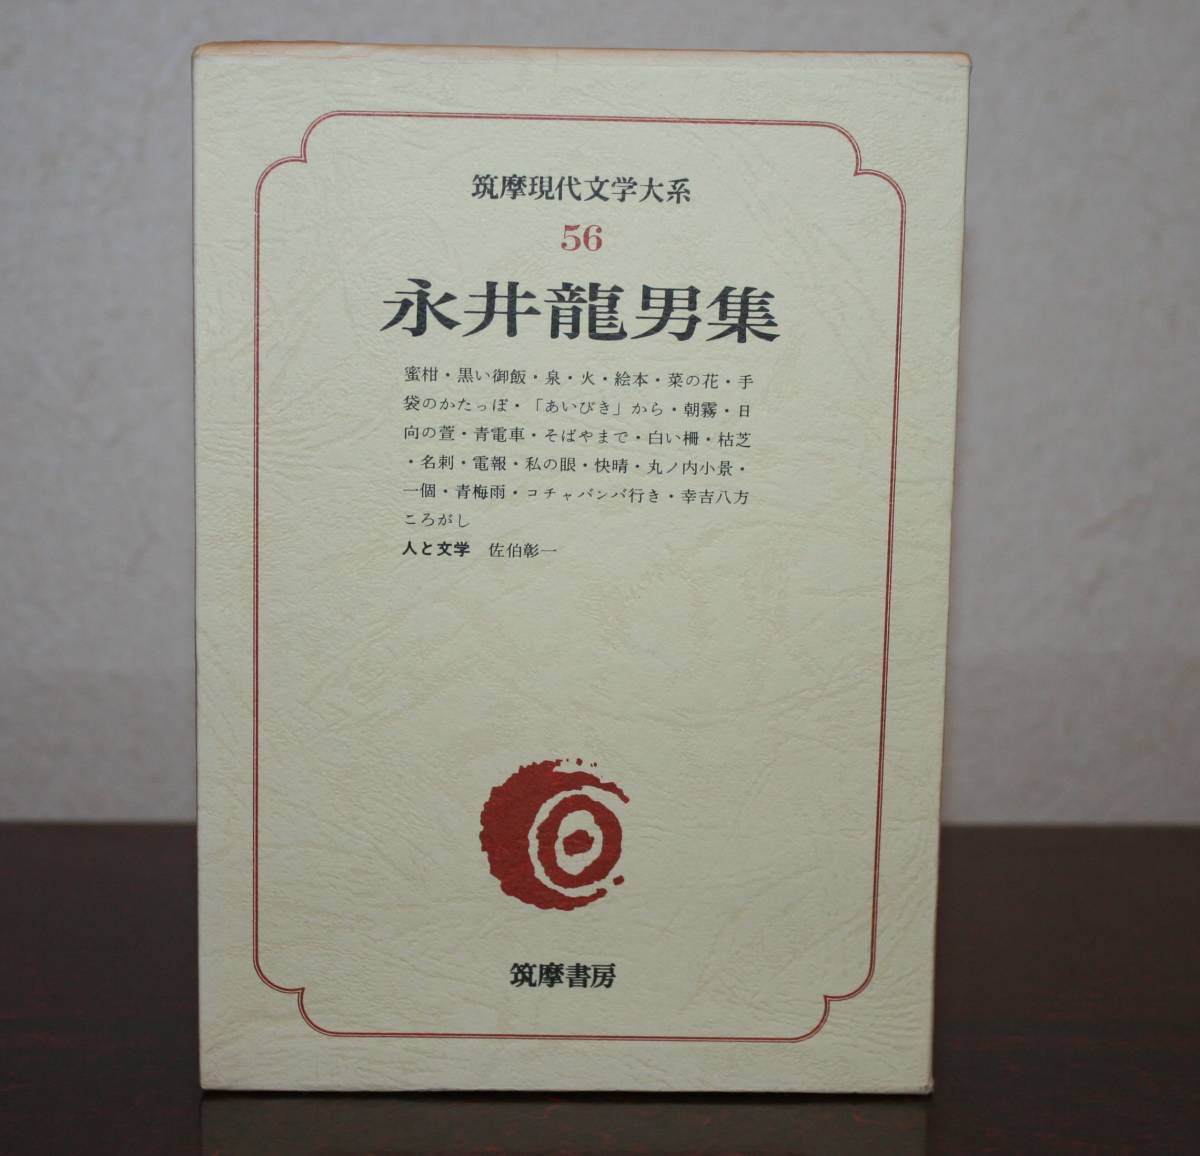 筑摩現代文学大系
56
永井龍男集
蜜柑・黒い御飯・泉・火・絵本・菜の花・手
袋のかたっぽ・「あいびき」から・朝霧・日
向の萱・青電車・そばやまで・白い柵・枯芝
・名刺・電報・私の眼・快晴・丸ノ内小景・
一個・青梅雨・コチャバンバ行き・幸吉八方
ころがし
人と文学 佐伯彰一
筑摩書房